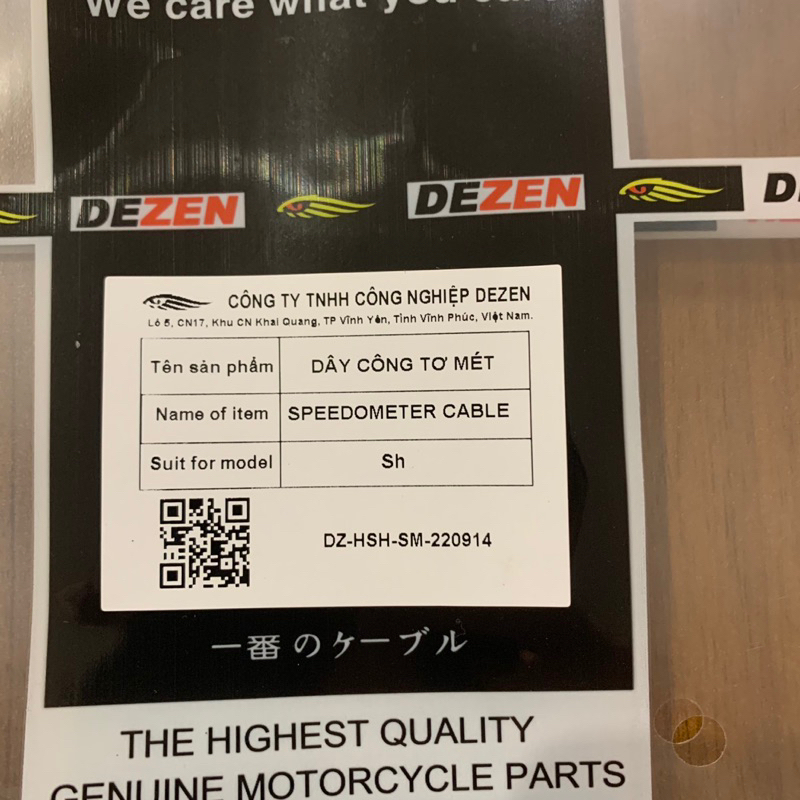 We care what you care
DEZEN DEZEN D
CÔNG TY TNHH CÔNG NGHIỆP DEZEN
Lô 5, CN17, Khu CN Khai Quang, TP Vĩnh Yên, Tỉnh Vĩnh Phúc, Việt Nam.
Tên sản phẩm DÂY CÔNG TƠ MÉT
Name of item SPEEDOMETER CABLE
Suit for model Sh
DZ-HSH-SM-220914
一番のケーブル
THE HIGHEST QUALITY
GENUINE MOTORCYCLE PARTS